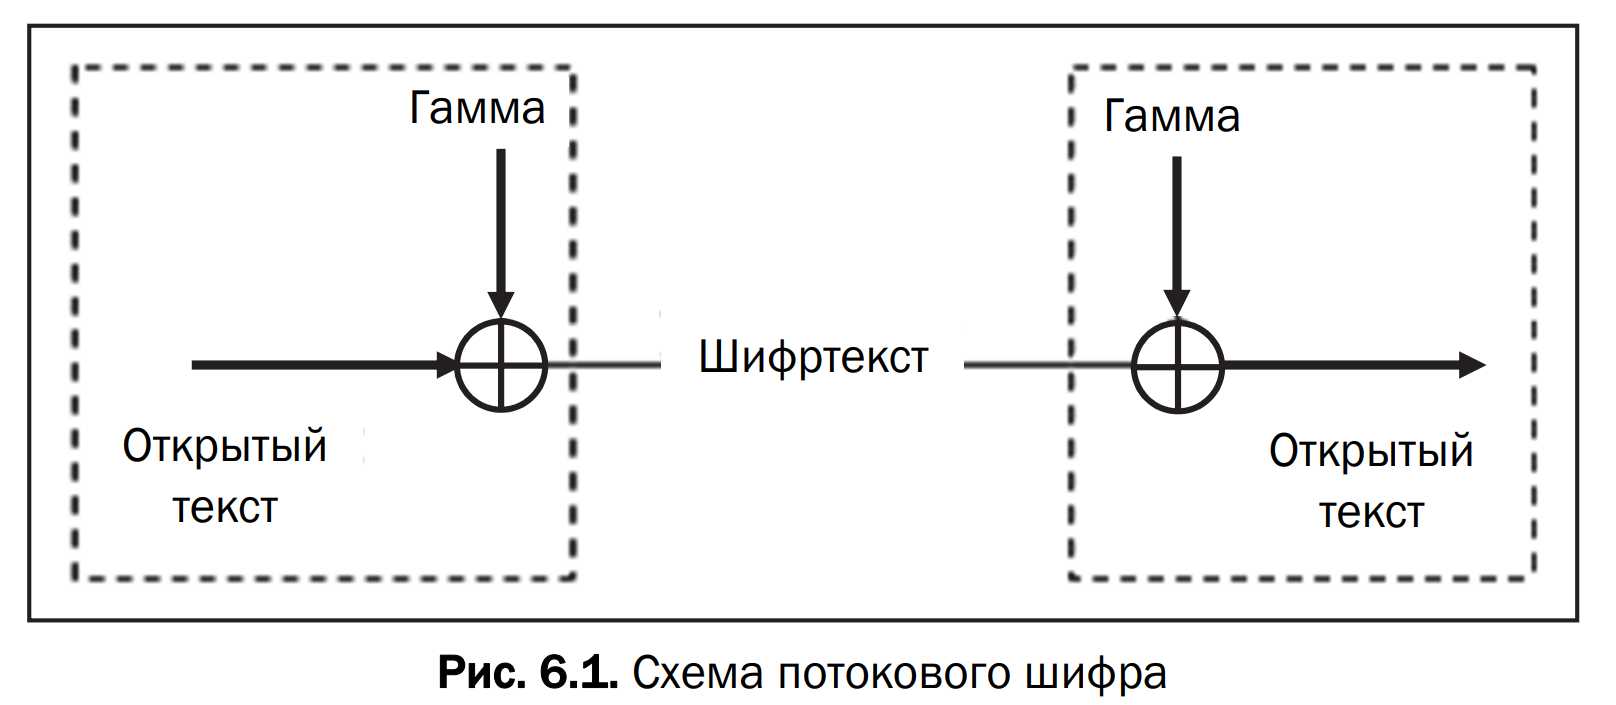 Гамма
Гамма
Шифртекст
Открытый
текст
Открытый
текст
Рис. 6.1. Схема потокового шифра